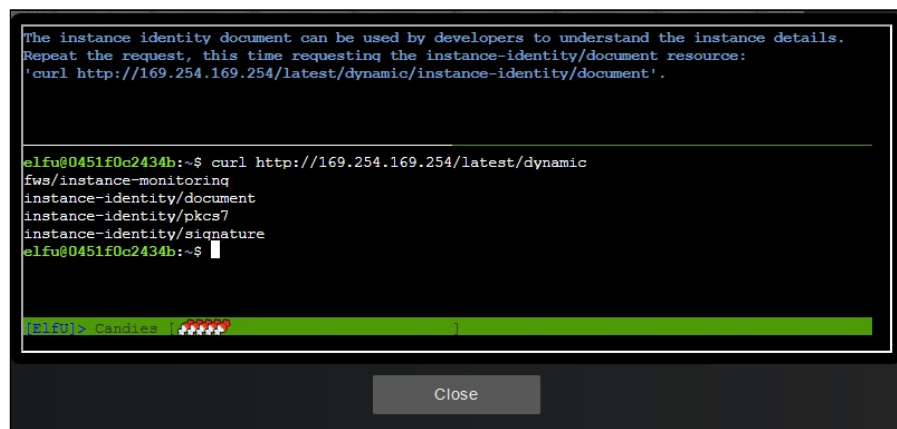 The instance identity document can be used by developers to understand the instance details.
Repeat the request, this time requesting the instance-identity/document resource:
'curl http://169.254.169.254/latest/dynamic/instance-identity/document'.
elfu@0451f0c2434b:~$ curl http://169.254.169.254/latest/dynamic
fws/instance-monitoring
instance-identity/document
instance-identity/pkcs7
instance-identity/signature
elfu@0451f0c2434b:~$
[ElfU]> Candies [ ]
Close